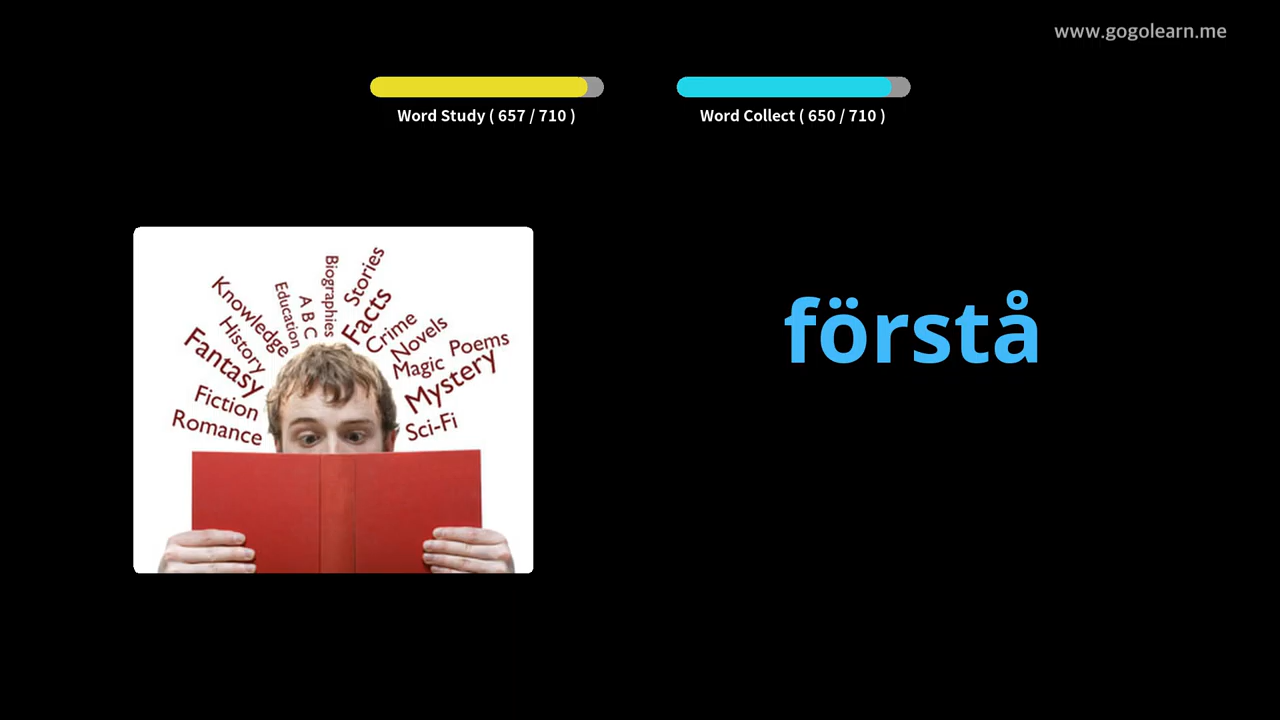 www.gogolearn.me
Word Study ( 657 / 710 )
Word Collect ( 650 / 710 )
Biographies
Stories
Education
A B C
Facts
Knowledge
Crime
History
Novels
Poems
Fantasy
Magic
Mystery
Fiction
Romance
Sci-Fi
förstå